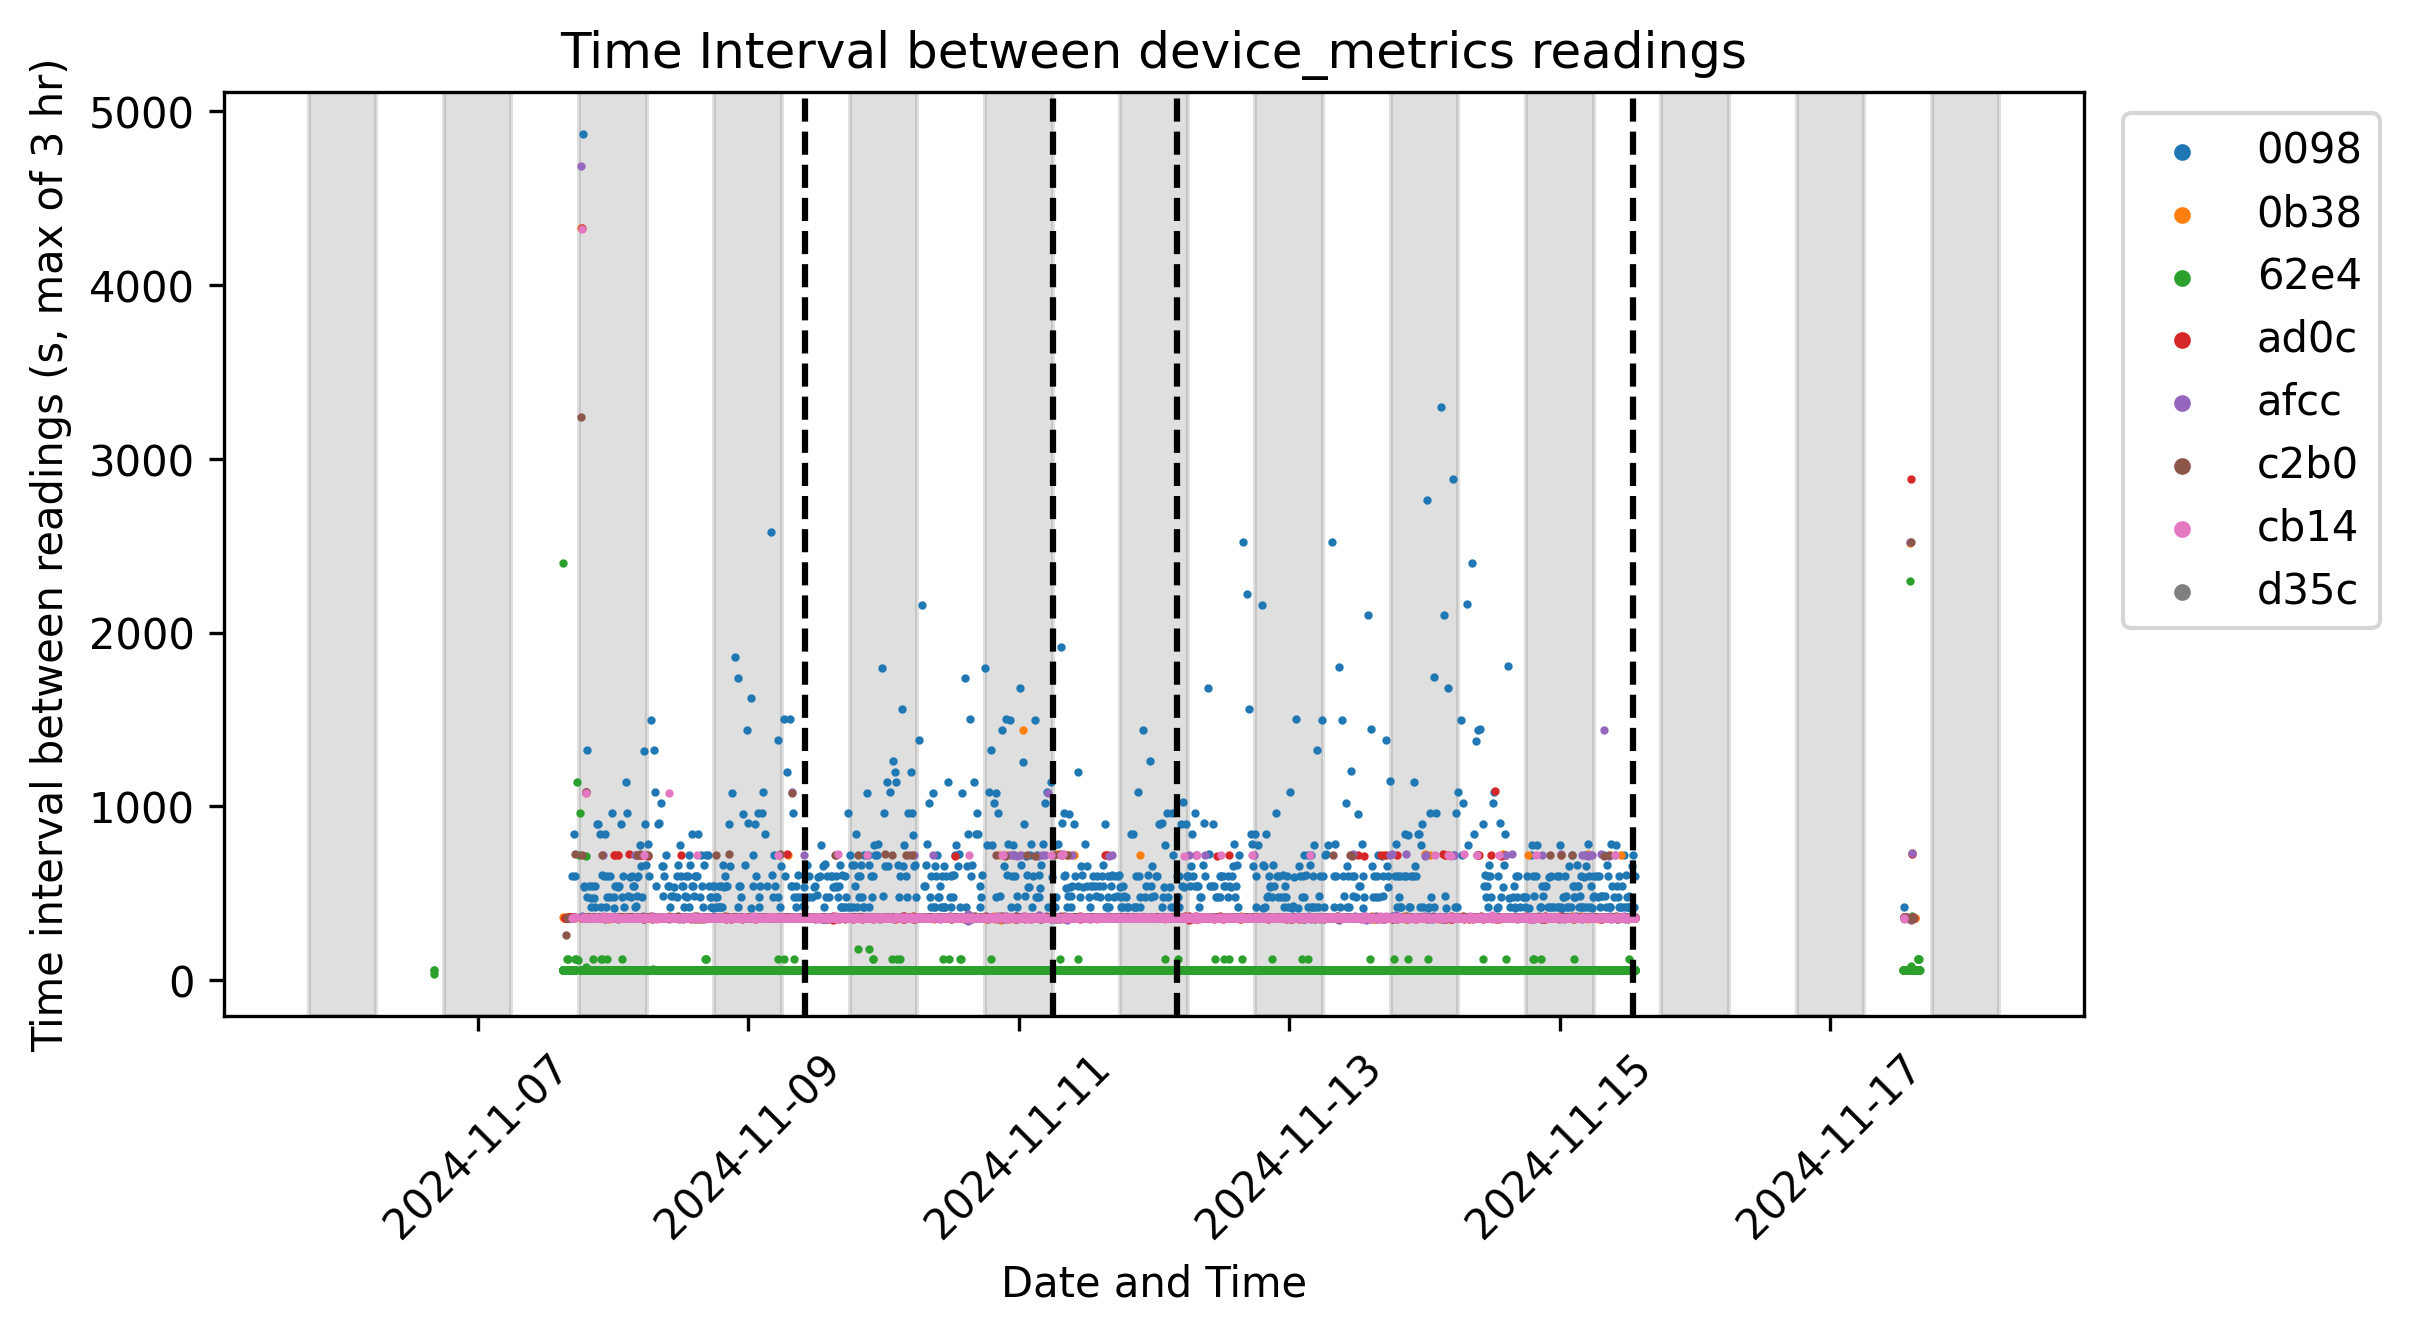 Time Interval between device_metrics readings
Time interval between readings (s, max of 3 hr)
5000
4000
3000
2000
1000
0
2024-11-07
2024-11-09
2024-11-11
2024-11-13
2024-11-15
2024-11-17
Date and Time
0098
0b38
62e4
ad0c
afcc
c2b0
cb14
d35c